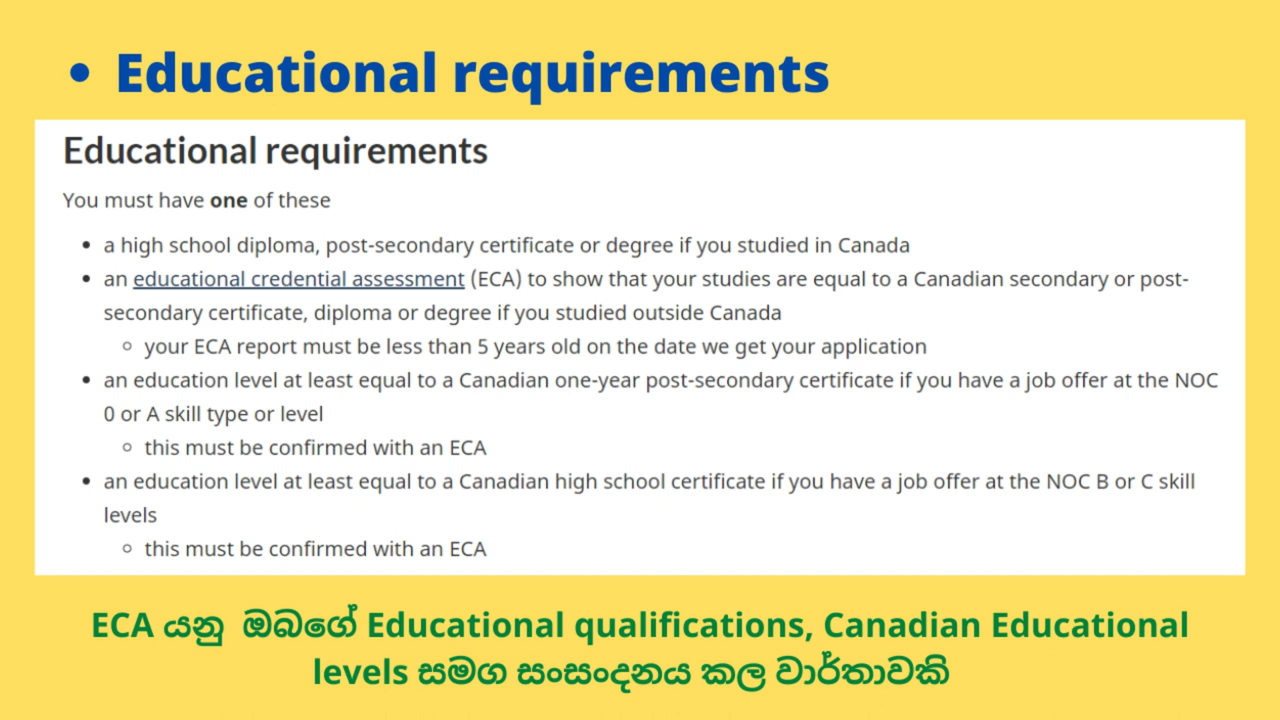 • Educational requirements
Educational requirements
You must have one of these
• a high school diploma, post-secondary certificate or degree if you studied in Canada
• an educational credential assessment (ECA) to show that your studies are equal to a Canadian secondary or post-
secondary certificate, diploma or degree if you studied outside Canada
◦ your ECA report must be less than 5 years old on the date we get your application
• an education level at least equal to a Canadian one-year post-secondary certificate if you have a job offer at the NOC
0 or A skill type or level
◦ this must be confirmed with an ECA
• an education level at least equal to a Canadian high school certificate if you have a job offer at the NOC B or C skill
levels
◦ this must be confirmed with an ECA
ECA යනු ඔබගේ Educational qualifications, Canadian Educational
levels සමග සංසංදනය කල වාර්තාවකි